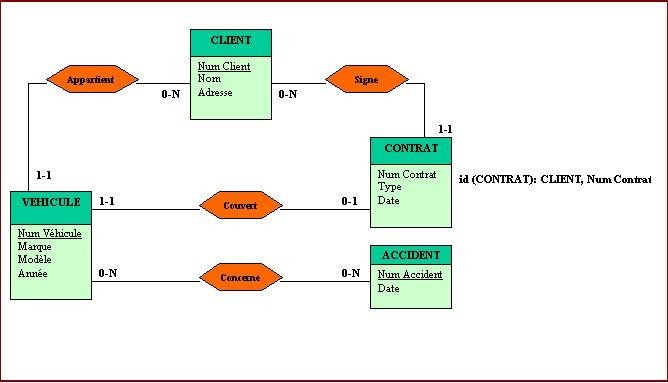 CLIENT
Num Client
Nom
Adresse
Appartient
0-N
0-N
Signe
1-1
CONTRAT
Num Contrat
Type
Date
id (CONTRAT): CLIENT, Num Contrat
1-1
VEHICULE
Num Véhicule
Marque
Modèle
Année
1-1
Couvert
0-1
0-N
Concerne
0-N
ACCIDENT
Num Accident
Date